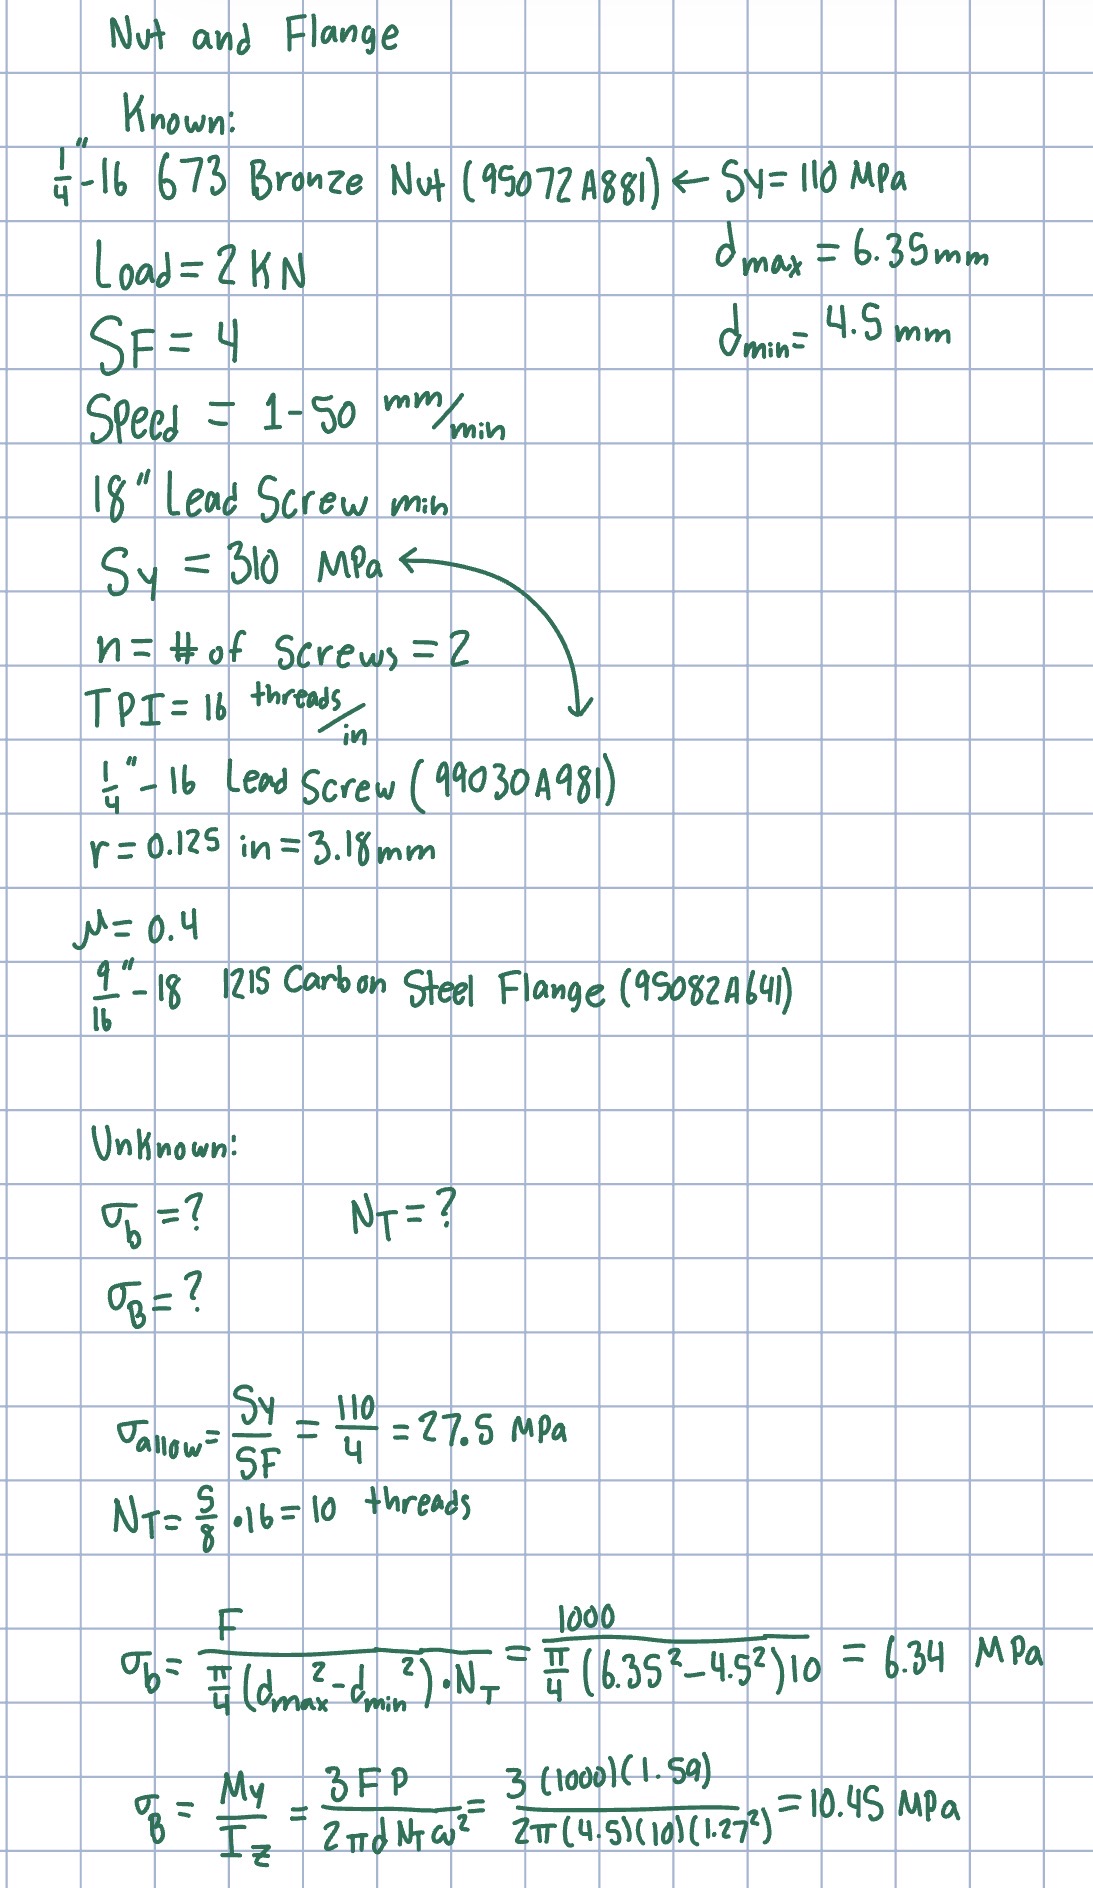 Nut and Flange
Known:
1/4"-16 673 Bronze Nut (95072A881) ← Sy = 110 MPa
Load = 2 KN
dmax = 6.35mm
SF = 4
dmin = 4.5 mm
Speed = 1-50 mm/min
18" Lead Screw min
Sy = 310 MPa
n = # of screws = 2
TPI = 16 threads/in
1/4"-16 Lead Screw (99030A981)
r = 0.125 in = 3.18mm
μ = 0.4
9/16"-18 1215 Carbon Steel Flange (95082A641)
Unknown:
σb = ? NT = ?
σB = ?
σallow = Sy/SF = 110/4 = 27.5 MPa
NT = 5/8 · 16 = 10 threads
σb = F / (π/4 (dmax² - dmin²) · NT) = 1000 / (π/4 (6.35² - 4.5²)10) = 6.34 MPa
σB = My/Iz = 3FP / (2πd NT ω²) = 3(1000)(1.59) / (2π(4.5)(10)(1.27²)) = 10.45 MPa